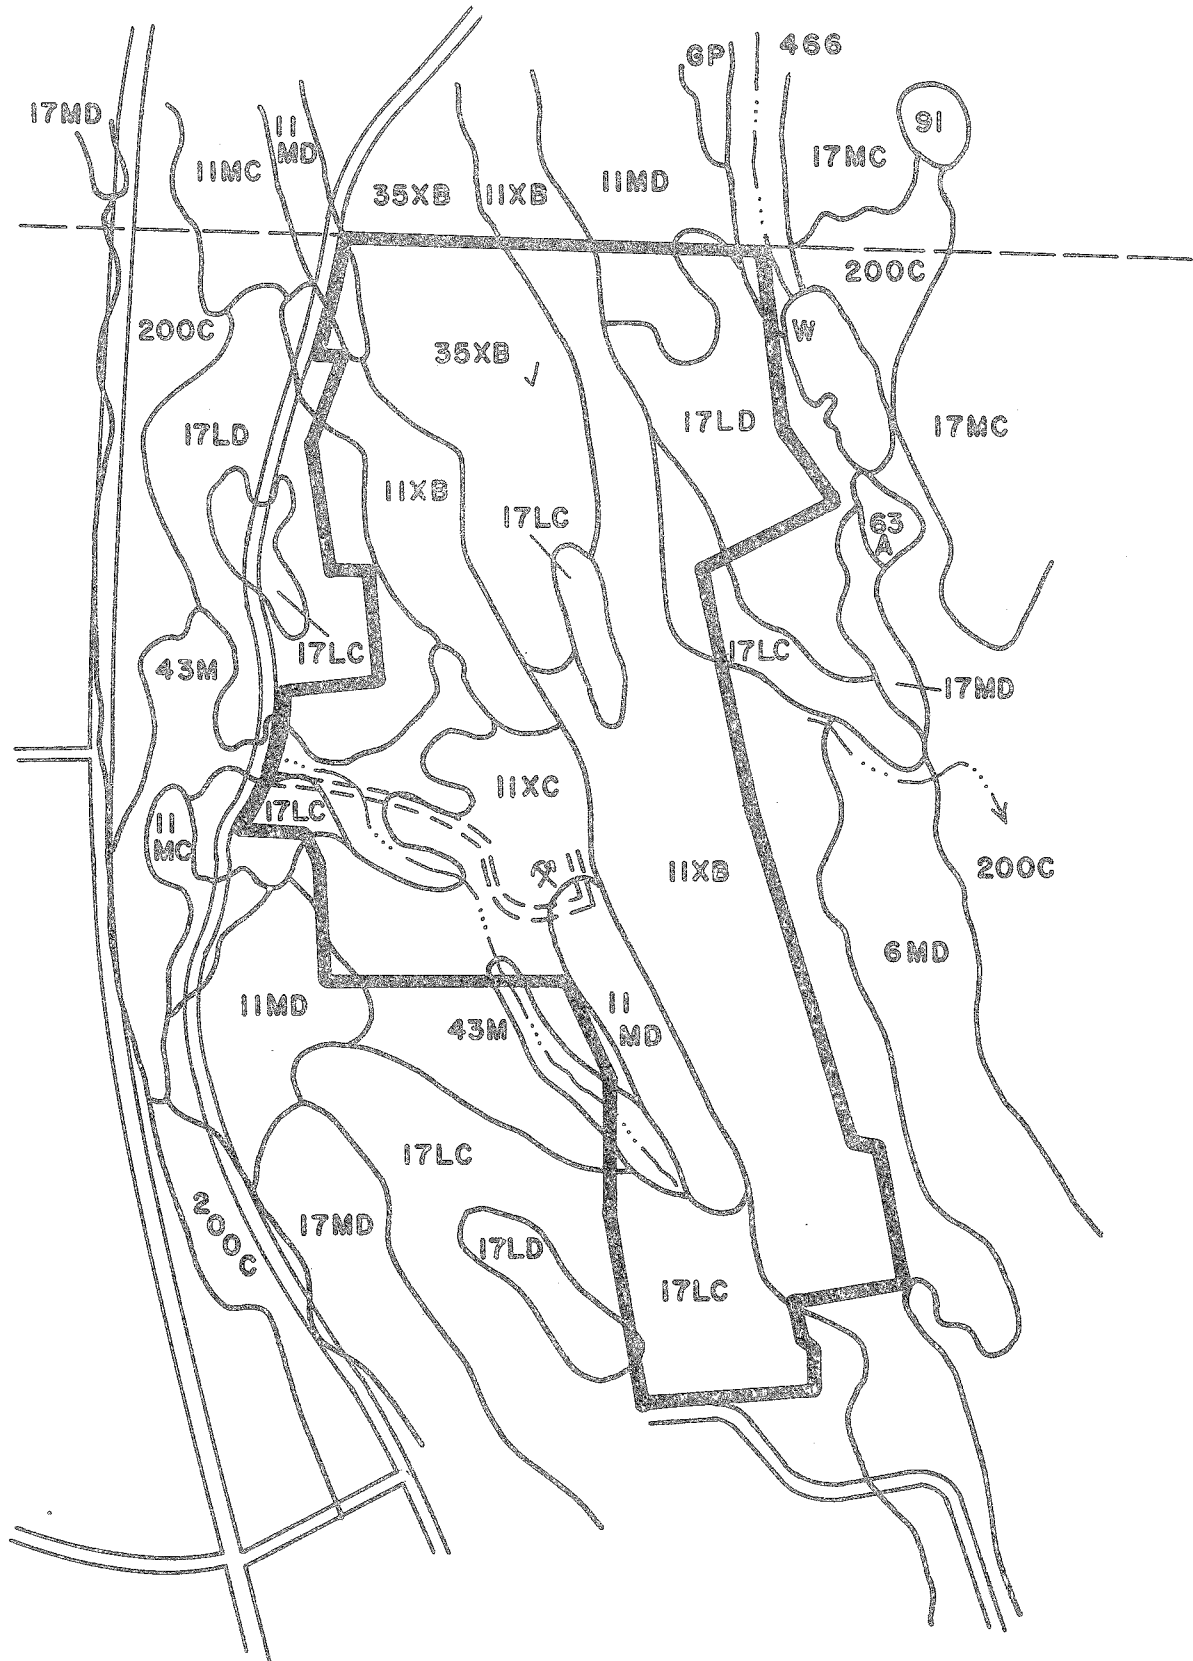 GP
466
17MD
91
11
MD
11MC
17MC
35XB
11XB
11MD
200C
200C
W
35XB
17LD
17LD
17MC
11XB
17LC
63
A
17LC
17LC
43M
17MD
11XC
17LC
11
MC
11XB
200C
6MD
11MD
11
MD
43M
17LC
200C
17MD
17LD
17LC